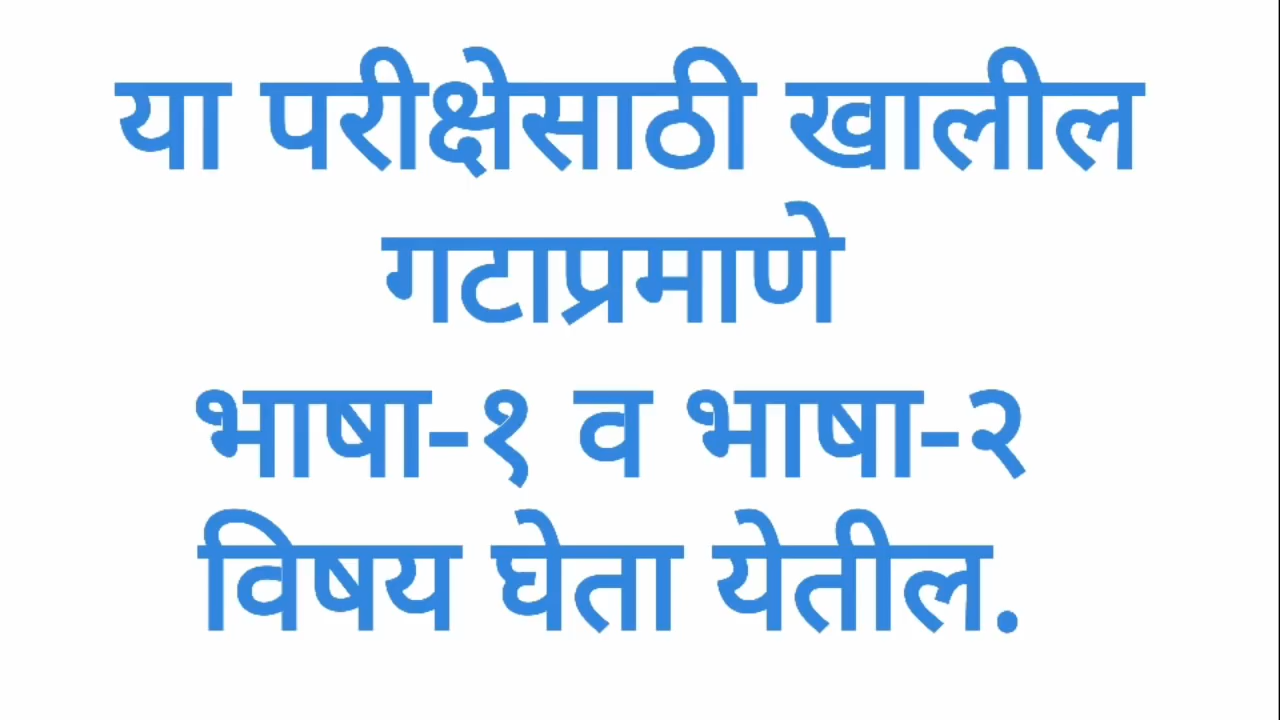 या परीक्षेसाठी खालील
गटाप्रमाणे
भाषा-१ व भाषा-२
विषय घेता येतील.